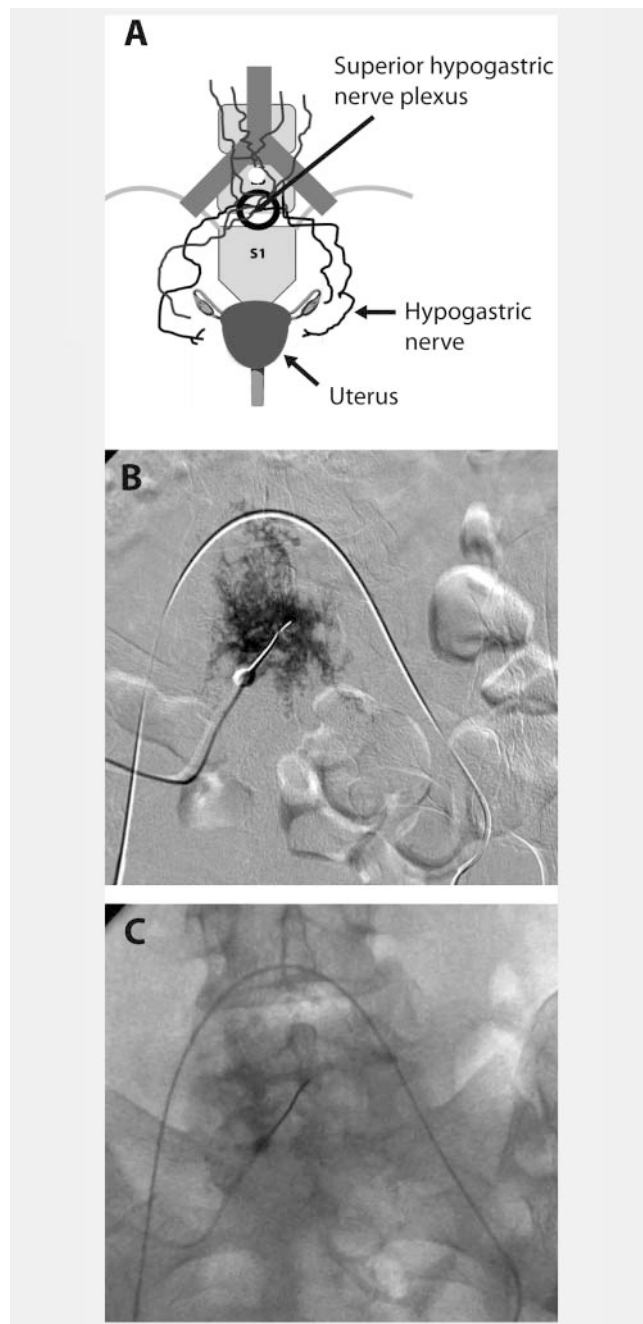 A
Superior hypogastric
nerve plexus
S1
Hypogastric
nerve
Uterus
B
C